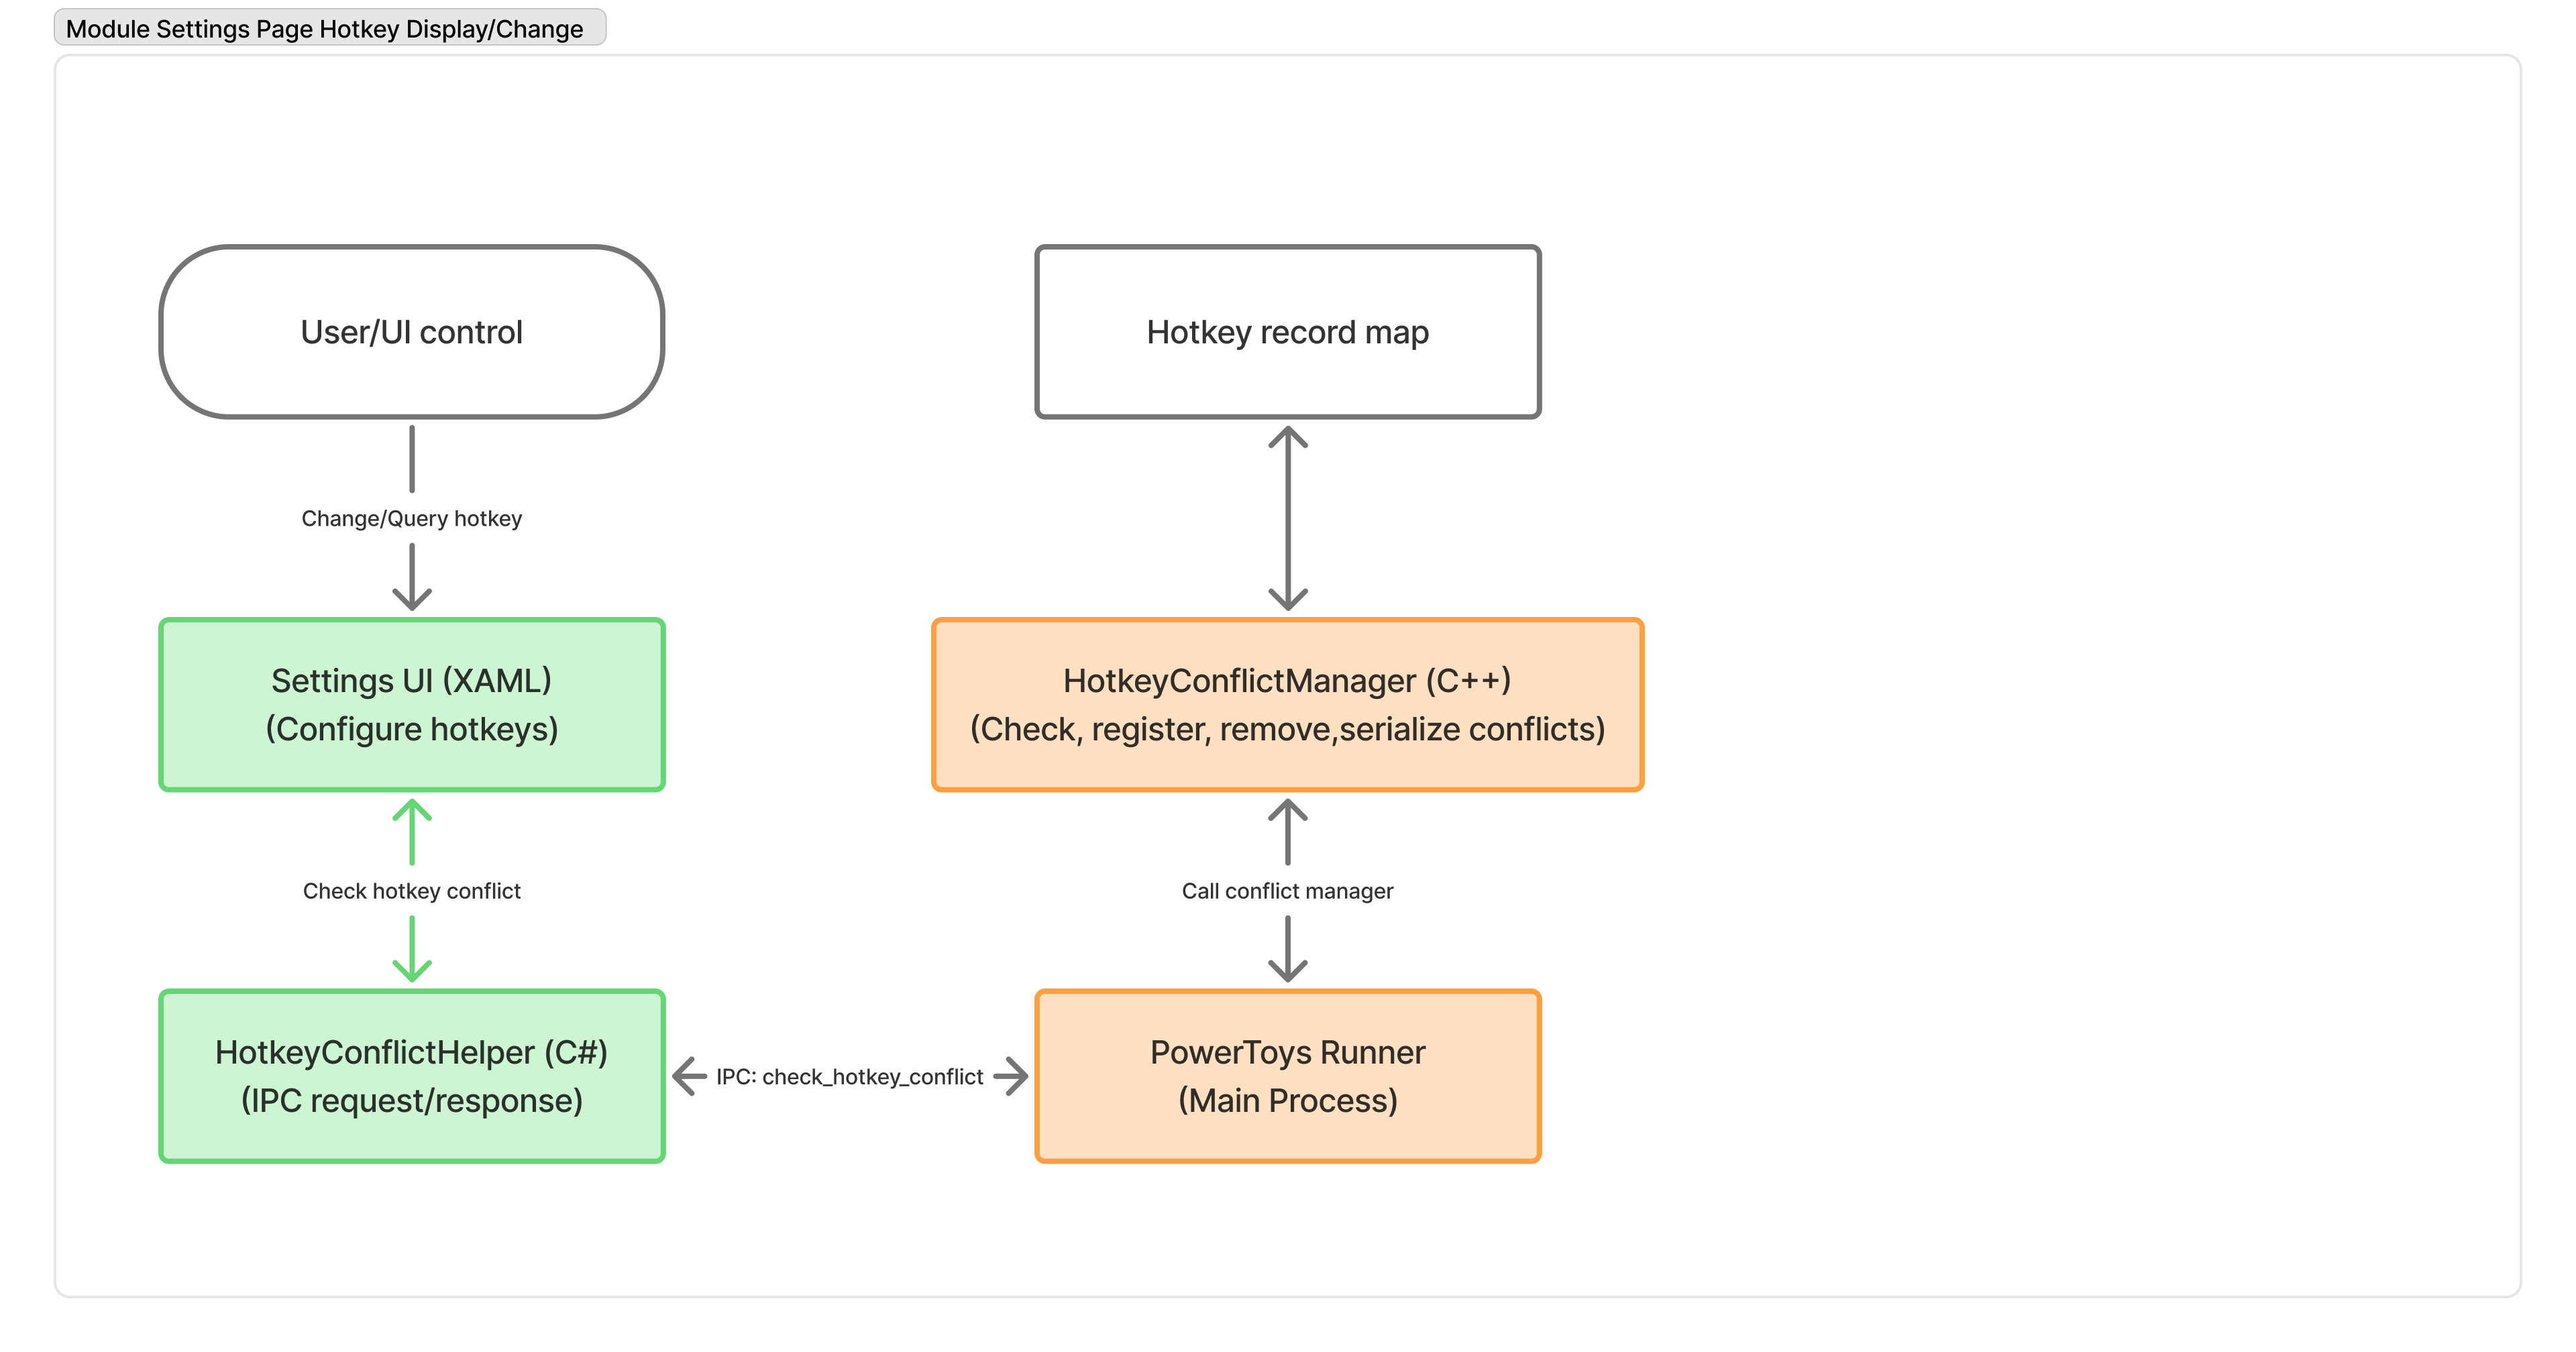 Module Settings Page Hotkey Display/Change
User/UI control
Hotkey record map
Change/Query hotkey
Settings UI (XAML)
(Configure hotkeys)
HotkeyConflictManager (C++)
(Check, register, remove,serialize conflicts)
Check hotkey conflict
Call conflict manager
HotkeyConflictHelper (C#)
(IPC request/response)
IPC: check_hotkey_conflict
PowerToys Runner
(Main Process)